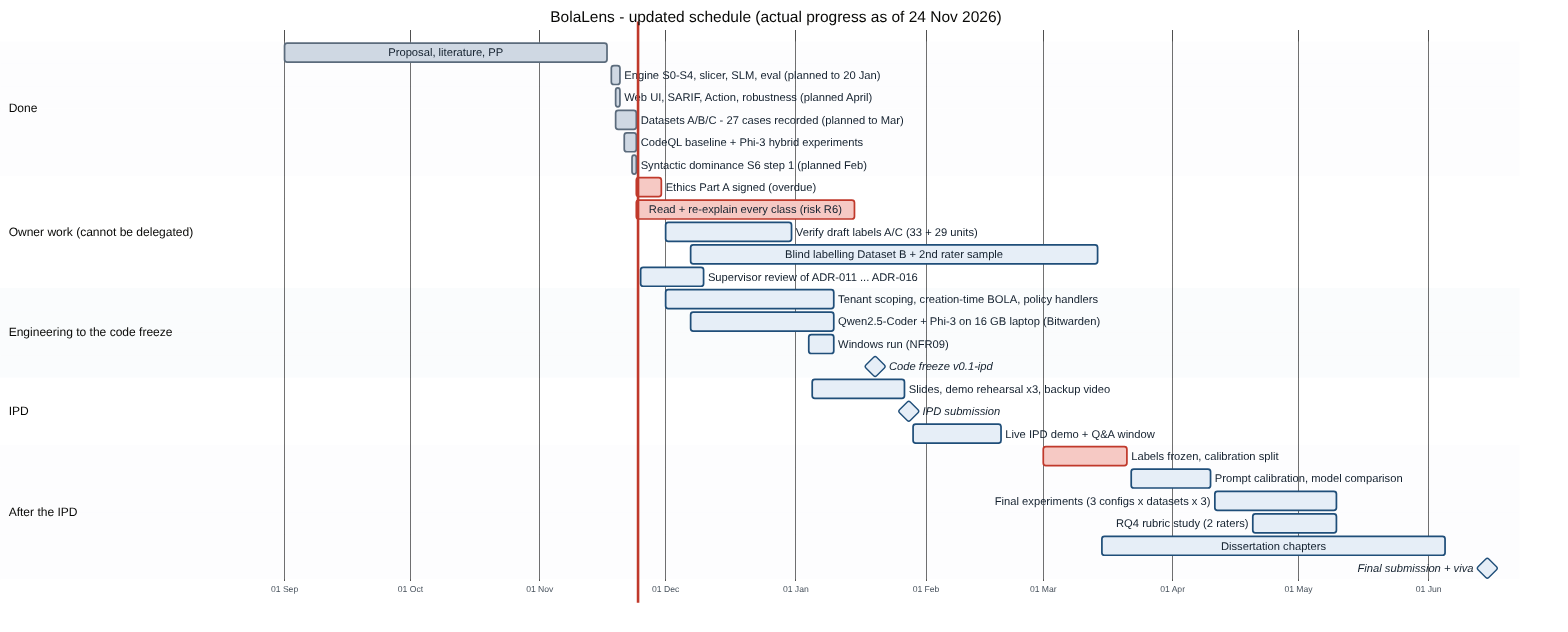 BolaLens - updated schedule (actual progress as of 24 Nov 2026)
Done
Proposal, literature, PP
Engine S0-S4, slicer, SLM, eval (planned to 20 Jan)
Web UI, SARIF, Action, robustness (planned April)
Datasets A/B/C - 27 cases recorded (planned to Mar)
CodeQL baseline + Phi-3 hybrid experiments
Syntactic dominance S6 step 1 (planned Feb)
Owner work (cannot be delegated)
Ethics Part A signed (overdue)
Read + re-explain every class (risk R6)
Verify draft labels A/C (33 + 29 units)
Blind labelling Dataset B + 2nd rater sample
Supervisor review of ADR-011 ... ADR-016
Engineering to the code freeze
Tenant scoping, creation-time BOLA, policy handlers
Qwen2.5-Coder + Phi-3 on 16 GB laptop (Bitwarden)
Windows run (NFR09)
Code freeze v0.1-ipd
IPD
Slides, demo rehearsal x3, backup video
IPD submission
Live IPD demo + Q&A window
After the IPD
Labels frozen, calibration split
Prompt calibration, model comparison
Final experiments (3 configs x datasets x 3)
RQ4 rubric study (2 raters)
Dissertation chapters
Final submission + viva
01 Sep
01 Oct
01 Nov
01 Dec
01 Jan
01 Feb
01 Mar
01 Apr
01 May
01 Jun